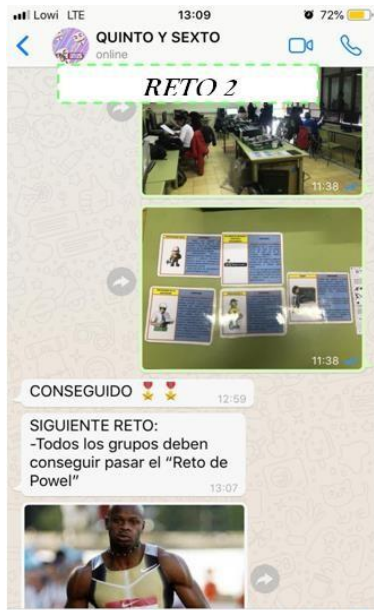 Lowi LTE 13:09 72%
QUINTO Y SEXTO
online
RETO 2
11:38
11:38
CONSEGUIDO
12:59
SIGUIENTE RETO:
-Todos los grupos deben
conseguir pasar el “Reto de
Powel”
13:07